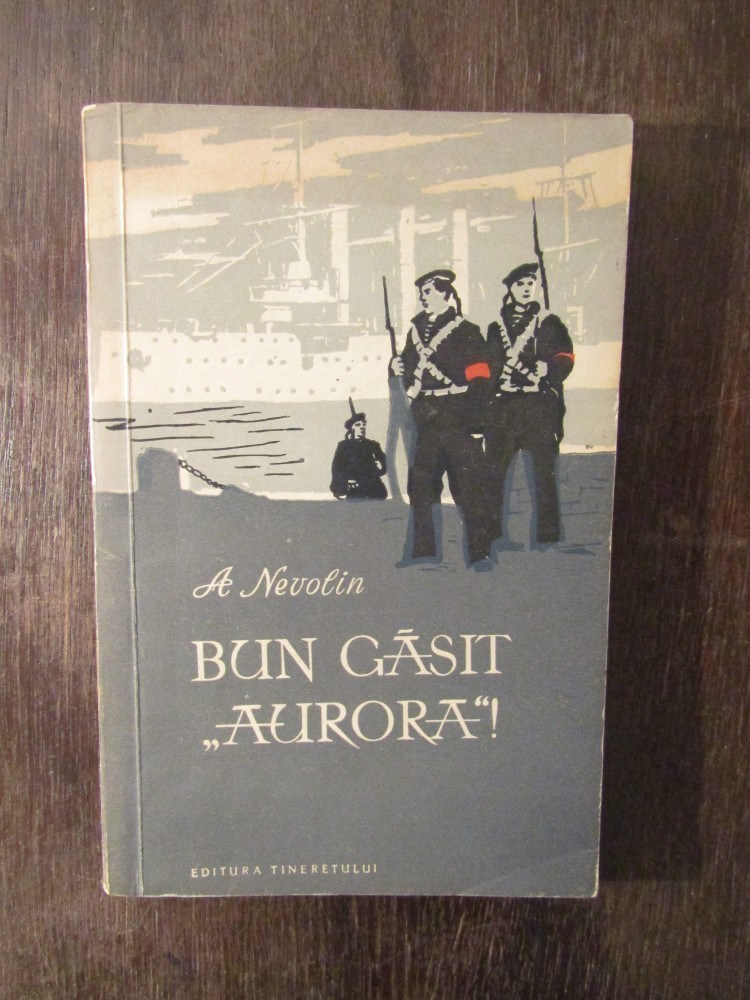 A Nevolin
BUN GĂSIT
„AURORA“!
EDITURA TINERETULUI